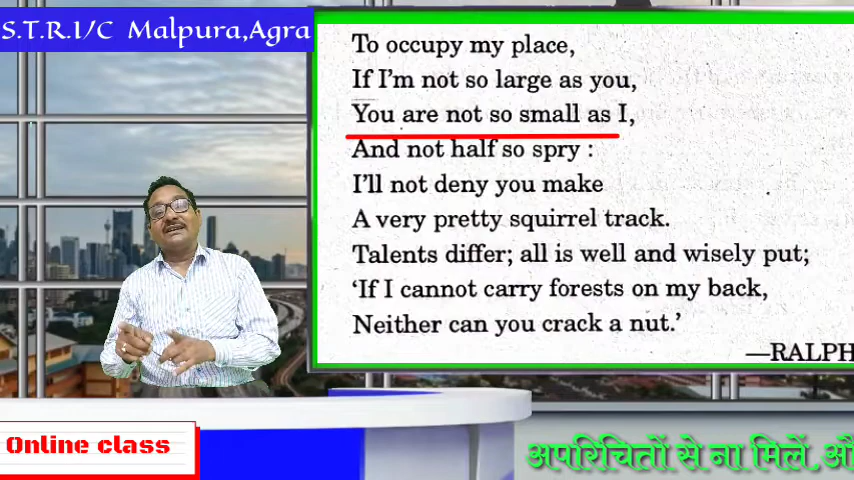 S.T.R.I/C Malpura,Agra
To occupy my place,
If I'm not so large as you,
You are not so small as I,
And not half so spry :
I'll not deny you make
A very pretty squirrel track.
Talents differ; all is well and wisely put;
‘If I cannot carry forests on my back,
Neither can you crack a nut.’
—RALPH
Online class
अपरिचितों से ना मिलें, औ